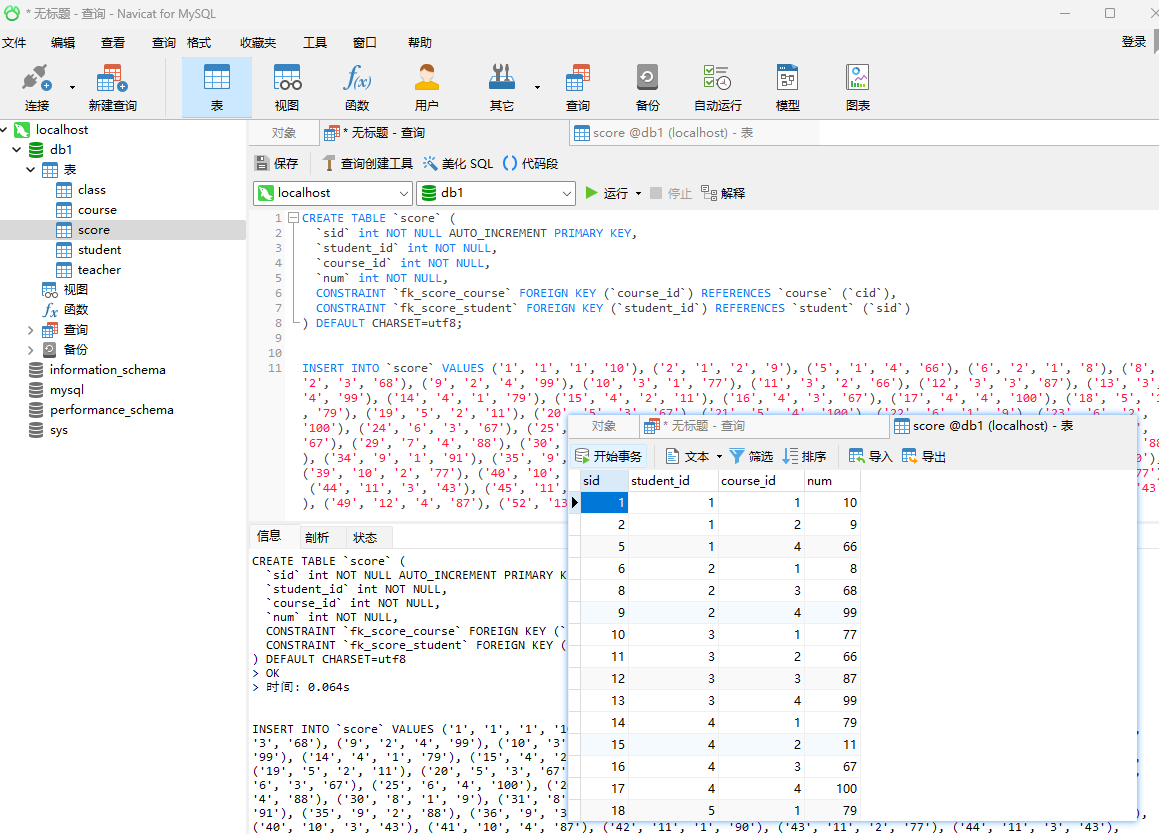 * 无标题 - 查询 - Navicat for MySQL
文件 编辑 查看 查询 格式 收藏夹 工具 窗口 帮助 登录
连接 新建查询 表 视图 函数 用户 其它 查询 备份 自动运行 模型 图表
localhost
db1
表
class
course
score
student
teacher
视图
函数
查询
备份
information_schema
mysql
performance_schema
sys
对象 * 无标题 - 查询 score @db1 (localhost) - 表
保存 查询创建工具 美化 SQL () 代码段
localhost db1 运行 停止 解释
1 CREATE TABLE `score` (
2 `sid` int NOT NULL AUTO_INCREMENT PRIMARY KEY,
3 `student_id` int NOT NULL,
4 `course_id` int NOT NULL,
5 `num` int NOT NULL,
6 CONSTRAINT `fk_score_course` FOREIGN KEY (`course_id`) REFERENCES `course` (`cid`),
7 CONSTRAINT `fk_score_student` FOREIGN KEY (`student_id`) REFERENCES `student` (`sid`)
8 ) DEFAULT CHARSET=utf8;
9
10
11 INSERT INTO `score` VALUES ('1', '1', '1', '10'), ('2', '1', '2', '9'), ('5', '1', '4', '66'), ('6', '2', '1', '8'), ('8',
'2', '3', '68'), ('9', '2', '4', '99'), ('10', '3', '1', '77'), ('11', '3', '2', '66'), ('12', '3', '3', '87'), ('13', '3',
'4', '99'), ('14', '4', '1', '79'), ('15', '4', '2', '11'), ('16', '4', '3', '67'), ('17', '4', '4', '100'), ('18', '5',
, '79'), ('19', '5', '2', '11'), ('20', '5', '3', '67'), ('21', '5', '4', '100'), ('22', '6', '1', '9'), ('23', '6', '2',
'100'), ('24', '6', '3', '67'), ('25',
67'), ('29', '7', '4', '88'), ('30',
), ('34', '9', '1', '91'), ('35', '9',
('39', '10', '2', '77'), ('40', '10',
('44', '11', '3', '43'), ('45', '11',
), ('49', '12', '4', '87'), ('52', '13
信息 剖析 状态
CREATE TABLE `score` (
`sid` int NOT NULL AUTO_INCREMENT PRIMARY K
`student_id` int NOT NULL,
`course_id` int NOT NULL,
`num` int NOT NULL,
CONSTRAINT `fk_score_course` FOREIGN KEY (`
CONSTRAINT `fk_score_student` FOREIGN KEY (
) DEFAULT CHARSET=utf8
> OK
> 时间: 0.064s
INSERT INTO `score` VALUES ('1', '1', '1', '1
'3', '68'), ('9', '2', '4', '99'), ('10', '3'
'99'), ('14', '4', '1', '79'), ('15', '4', '2
('19', '5', '2', '11'), ('20', '5', '3', '67'
'6', '3', '67'), ('25', '6', '4', '100'), ('2
'4', '88'), ('30', '8', '1', '9'), ('31', '8'
'91'), ('35', '9', '2', '88'), ('36', '9', '3
('40', '10', '3', '43'), ('41', '10', '4', '87'), ('42', '11', '1', '90'), ('43', '11', '2', '77'), ('44', '11', '3', '43'),
对象 * 无标题 - 查询 score @db1 (localhost) - 表
开始事务 文本 筛选 排序 导入 导出
sid student_id course_id num
1 1 1 10
2 1 2 9
5 1 4 66
6 2 1 8
8 2 3 68
9 2 4 99
10 3 1 77
11 3 2 66
12 3 3 87
13 3 4 99
14 4 1 79
15 4 2 11
16 4 3 67
17 4 4 100
18 5 1 79